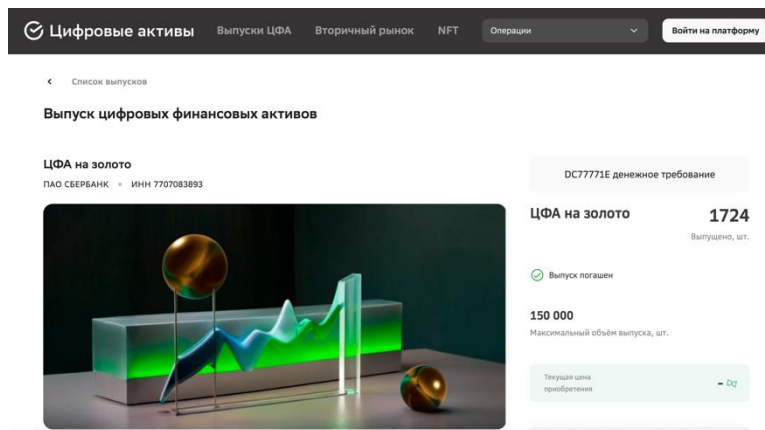 Цифровые активы
Выпуски ЦФА
Вторичный рынок
NFT
Операции
Войти на платформу
Список выпусков
Выпуск цифровых финансовых активов
ЦФА на золото
ПАО СБЕРБАНК • ИНН 7707083893
DC77771E денежное требование
ЦФА на золото
1724
Выпущено, шт.
Выпуск погашен
150 000
Максимальный объём выпуска, шт.
Текущая цена
приобретения
–